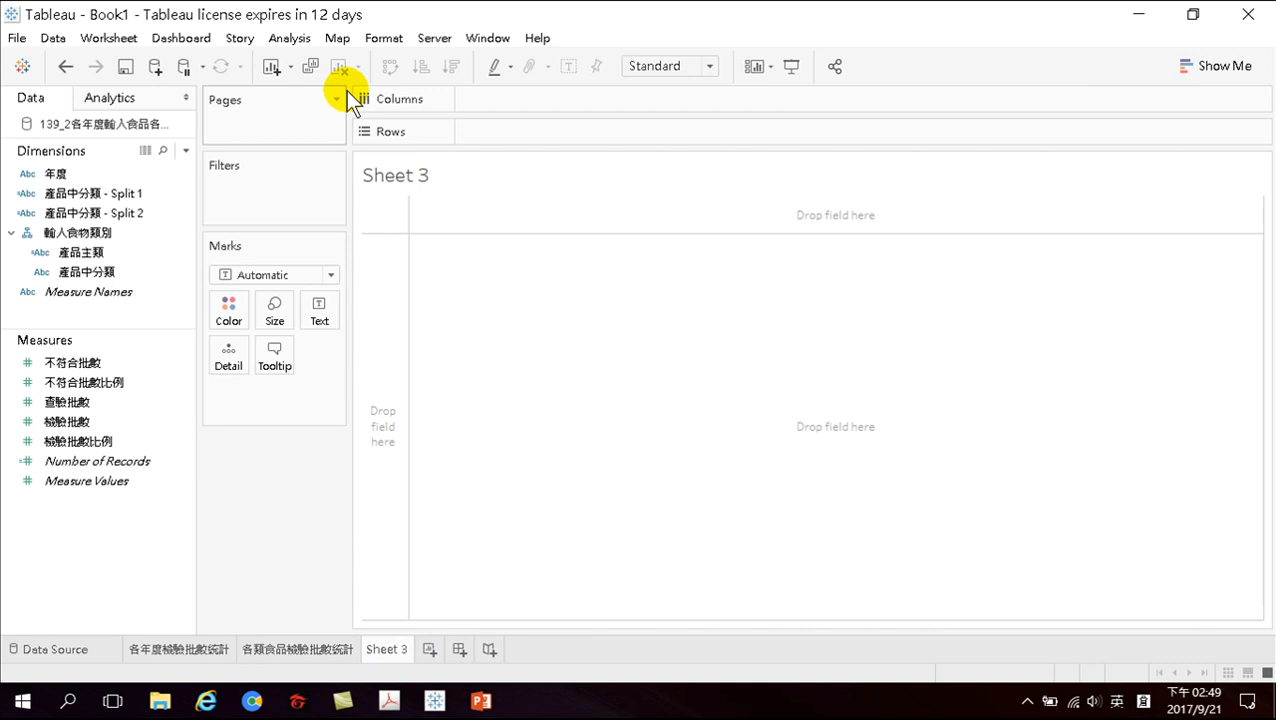 Tableau - Book1 - Tableau license expires in 12 days
File Data Worksheet Dashboard Story Analysis Map Format Server Window Help
Standard
Show Me
Data
Analytics
Pages
Columns
139_2各年度輸入食品各...
Rows
Dimensions
Filters
年度
產品中分類 - Split 1
產品中分類 - Split 2
輸入食物類別
產品主類
產品中分類
Measure Names
Sheet 3
Drop field here
Marks
Automatic
Color
Size
Text
Detail
Tooltip
Measures
不符合批數
不符合批數比例
查驗批數
檢驗批數
檢驗批數比例
Number of Records
Measure Values
Drop
field
here
Drop field here
Data Source
各年度檢驗批數統計
各類食品檢驗批數統計
Sheet 3
英
下午 02:49
2017/9/21